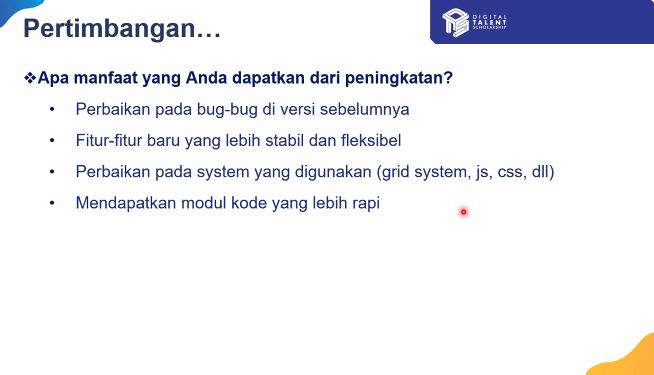 Pertimbangan...
DIGITAL
TALENT
SCHOLARSHIP
❖Apa manfaat yang Anda dapatkan dari peningkatan?
• Perbaikan pada bug-bug di versi sebelumnya
• Fitur-fitur baru yang lebih stabil dan fleksibel
• Perbaikan pada system yang digunakan (grid system, js, css, dll)
• Mendapatkan modul kode yang lebih rapi